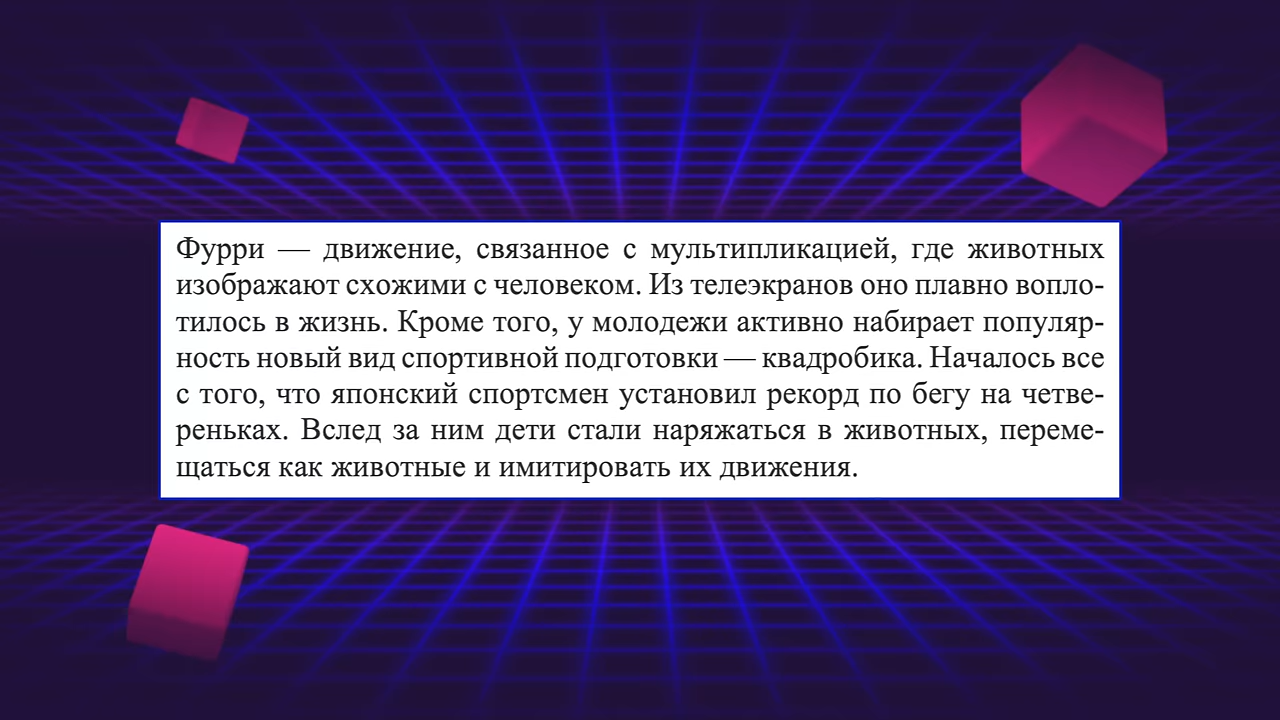 Фурри — движение, связанное с мультипликацией, где животных
изображают схожими с человеком. Из телеэкранов оно плавно вопло-
тилось в жизнь. Кроме того, у молодежи активно набирает популяр-
ность новый вид спортивной подготовки — квадробика. Началось все
с того, что японский спортсмен установил рекорд по бегу на четве-
реньках. Вслед за ним дети стали наряжаться в животных, переме-
щаться как животные и имитировать их движения.